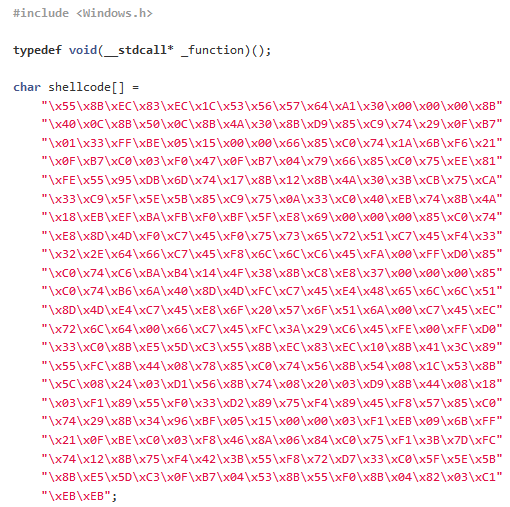 #include <Windows.h>
typedef void(__stdcall* _function)();
char shellcode[] =
"\x55\x8B\xEC\x83\xEC\x1C\x53\x56\x57\x64\xA1\x30\x00\x00\x00\x8B"
"\x40\x0C\x8B\x50\x0C\x8B\x4A\x30\x8B\xD9\x85\xC9\x74\x29\x0F\xB7"
"\x01\x33\xFF\xBE\x05\x15\x00\x00\x66\x85\xC0\x74\x1A\x6B\xF6\x21"
"\x0F\xB7\xC0\x03\xF0\x47\x0F\xB7\x04\x79\x66\x85\xC0\x75\xEE\x81"
"\xFE\x55\x95\xDB\x6D\x74\x17\x8B\x12\x8B\x4A\x30\x3B\xCB\x75\xCA"
"\x33\xC9\x5F\x5E\x5B\x85\xC9\x75\x0A\x33\xC0\x40\xEB\x74\x8B\x4A"
"\x18\xEB\xEF\xBA\xFB\xF0\xBF\x5F\xE8\x69\x00\x00\x00\x85\xC0\x74"
"\xE8\x8D\x4D\xF0\xC7\x45\xF0\x75\x73\x65\x72\x51\xC7\x45\xF4\x33"
"\x32\x2E\x64\x66\xC7\x45\xF8\x6C\x6C\xC6\x45\xFA\x00\xFF\xD0\x85"
"\xC0\x74\xC6\xBA\xB4\x14\x4F\x38\x8B\xC8\xE8\x37\x00\x00\x00\x85"
"\xC0\x74\xB6\x6A\x40\x8D\x4D\xFC\xC7\x45\xE4\x48\x65\x6C\x6C\x51"
"\x8D\x4D\xE4\xC7\x45\xE8\x6F\x20\x57\x6F\x51\x6A\x00\xC7\x45\xEC"
"\x72\x6C\x64\x00\x66\xC7\x45\xFC\x3A\x29\xC6\x45\xFE\x00\xFF\xD0"
"\x33\xC0\x8B\xE5\x5D\xC3\x55\x8B\xEC\x83\xEC\x10\x8B\x41\x3C\x89"
"\x55\xFC\x8B\x44\x08\x78\x85\xC0\x74\x56\x8B\x54\x08\x1C\x53\x8B"
"\x5C\x08\x24\x03\xD1\x56\x8B\x74\x08\x20\x03\xD9\x8B\x44\x08\x18"
"\x03\xF1\x89\x55\xF0\x33\xD2\x89\x75\xF4\x89\x45\xF8\x57\x85\xC0"
"\x74\x29\x8B\x34\x96\xBF\x05\x15\x00\x00\x03\xF1\xEB\x09\x6B\xFF"
"\x21\x0F\xBE\xC0\x03\xF8\x46\x8A\x06\x84\xC0\x75\xF1\x3B\x7D\xFC"
"\x74\x12\x8B\x75\xF4\x42\x3B\x55\xF8\x72\xD7\x33\xC0\x5F\x5E\x5B"
"\x8B\xE5\x5D\xC3\x0F\xB7\x04\x53\x8B\x55\xF0\x8B\x04\x82\x03\xC1"
"\xEB\xEB";